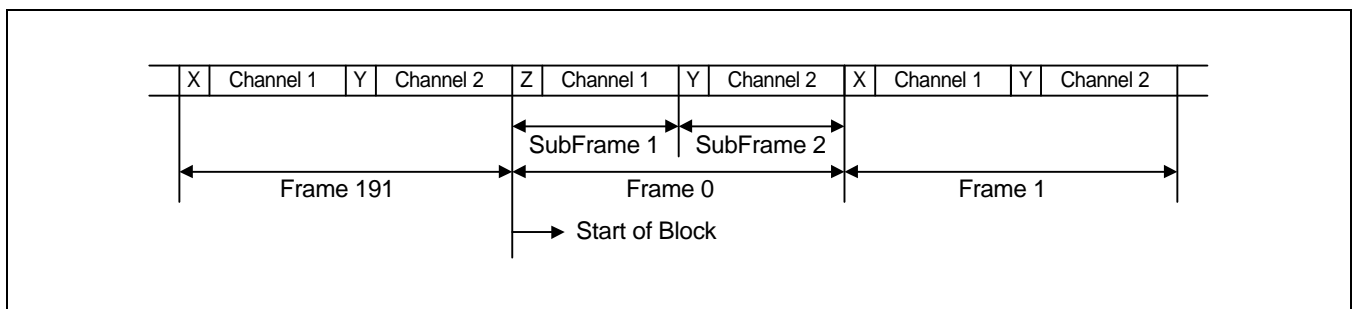 X Channel 1 Y Channel 2 Z Channel 1 Y Channel 2 X Channel 1 Y Channel 2
SubFrame 1 SubFrame 2
Frame 191 Frame 0 Frame 1
Start of Block